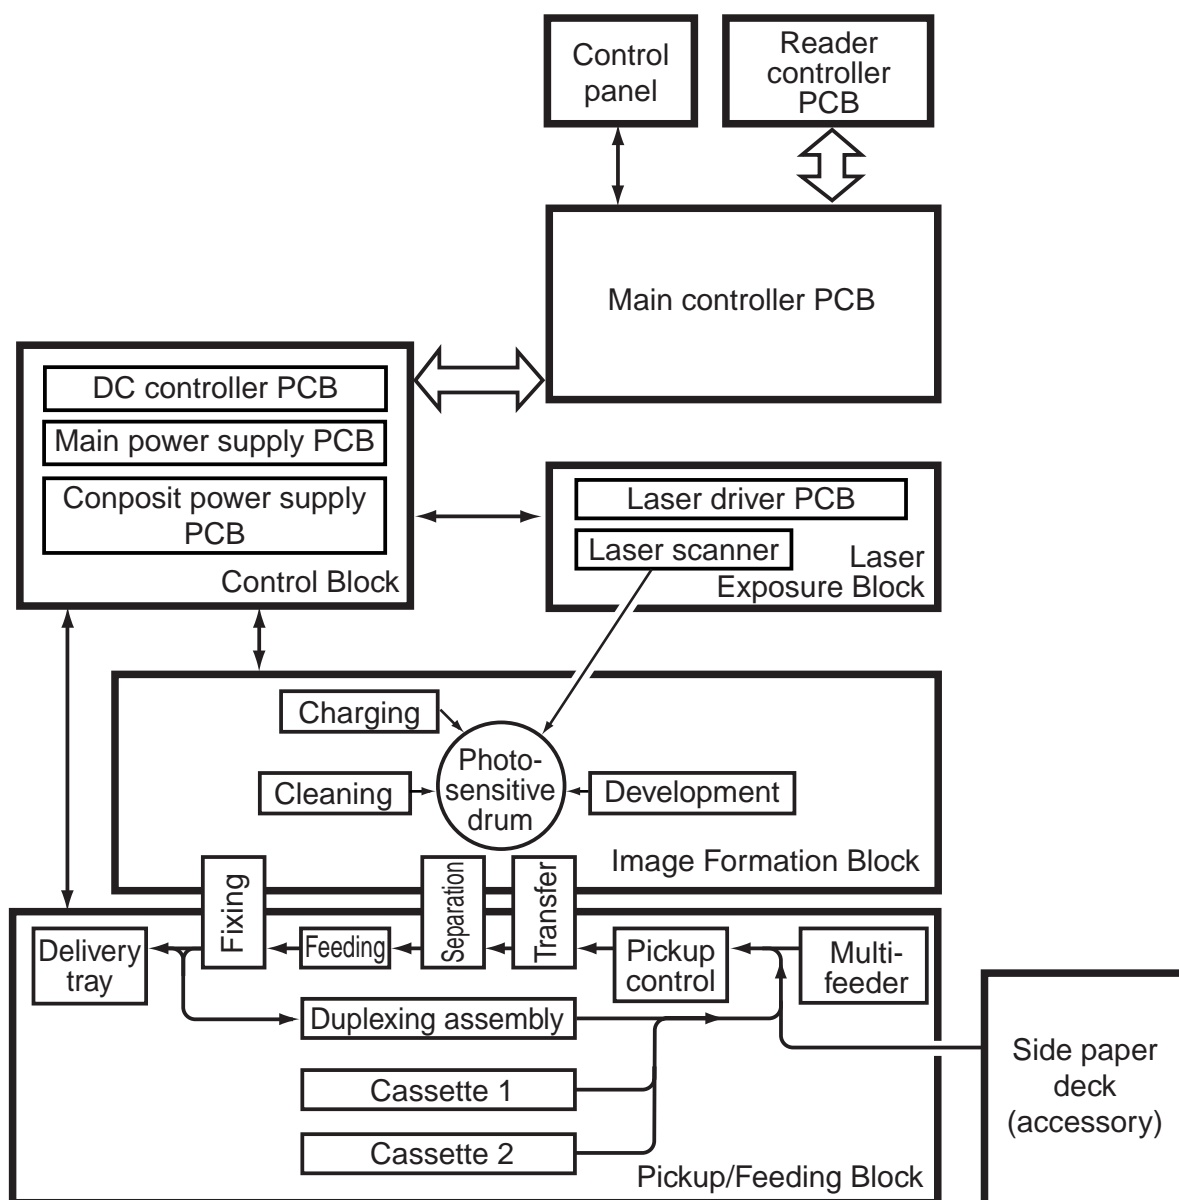 Control
panel
Reader
controller
PCB
Main controller PCB
DC controller PCB
Main power supply PCB
Conposit power supply
PCB
Control Block
Laser driver PCB
Laser scanner
Laser
Exposure Block
Charging
Photo-
sensitive
drum
Cleaning
Development
Image Formation Block
Fixing
Separation
Transfer
Delivery
tray
Feeding
Pickup
control
Multi-
feeder
Duplexing assembly
Cassette 1
Cassette 2
Pickup/Feeding Block
Side paper
deck
(accessory)